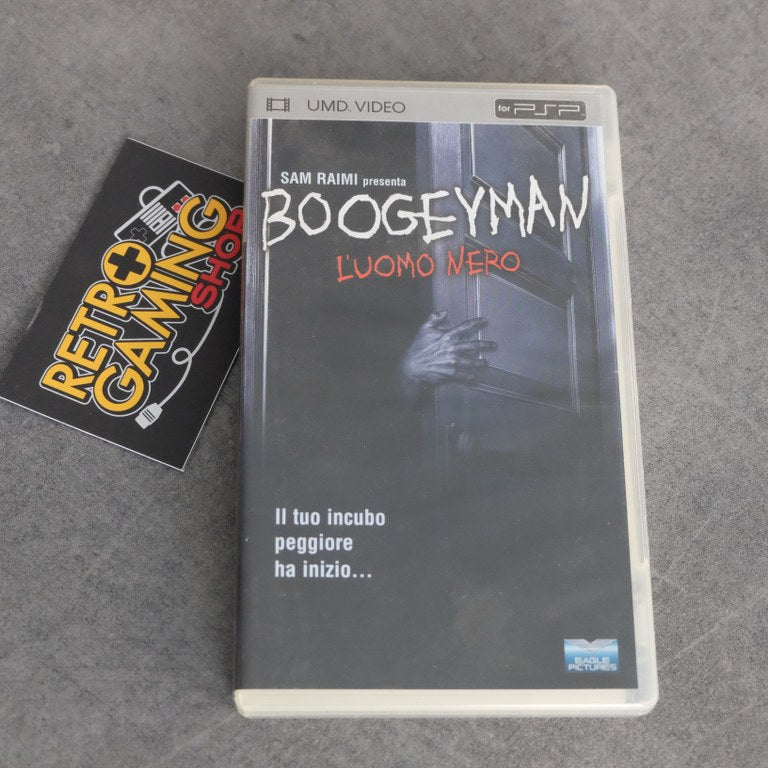 UMD. VIDEO
for PSP
SAM RAIMI presenta
BOOGEYMAN
L'UOMO NERO
Il tuo incubo
peggiore
ha inizio...
EAGLE
PICTURES
RETRO
GAMING
SHOP